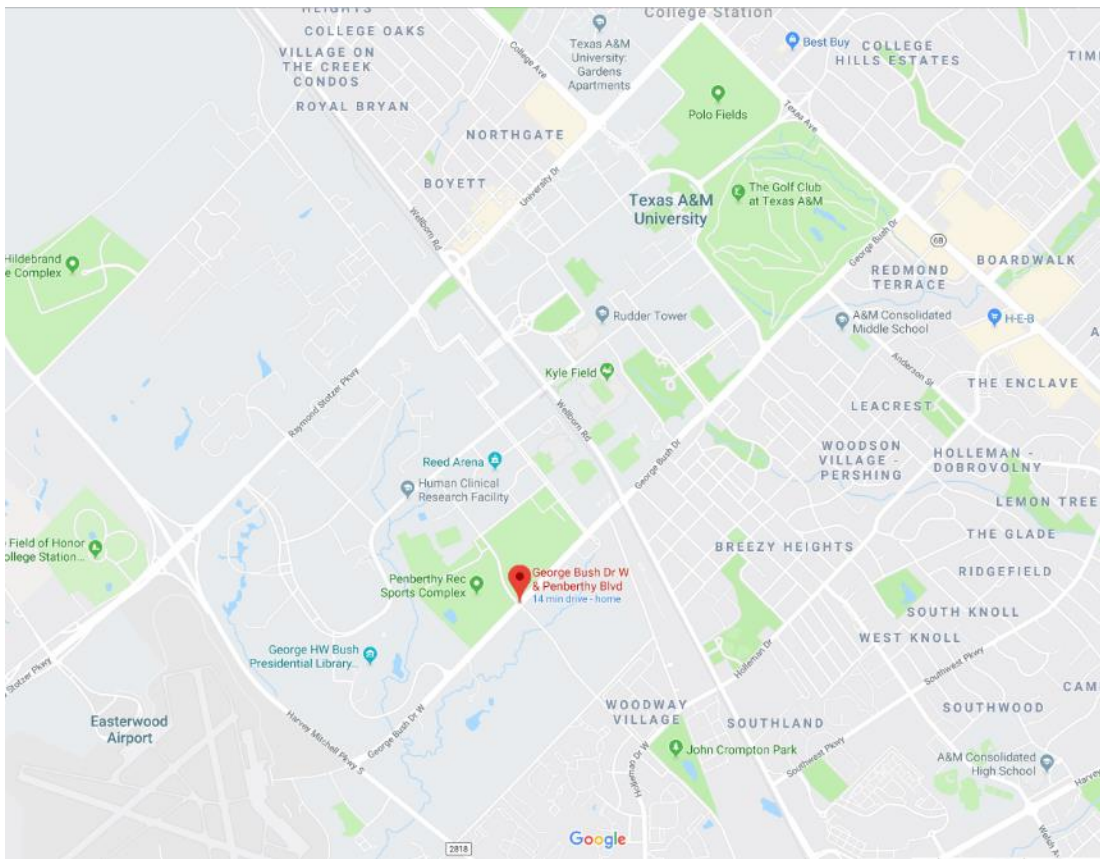 HEIGHTS
COLLEGE OAKS
VILLAGE ON
THE CREEK
CONDOS
ROYAL BRYAN
College Ave
Texas A&M
University:
Gardens
Apartments
College Station
Best Buy
COLLEGE
HILLS ESTATES
Polo Fields
Texas Ave
NORTHGATE
BOYETT
University Dr
Wellborn Rd
Texas A&M
University
The Golf Club
at Texas A&M
George Bush Dr
68
BOARDWALK
REDMOND
TERRACE
Hildebrand
e Complex
Rudder Tower
A&M Consolidated
Middle School
H-E-B
Kyle Field
Anderson St
THE ENCLAVE
Raymond Stotzer Pkwy
Wellborn Rd
LEACREST
George Bush Dr
WOODSON
VILLAGE -
PERSHING
HOLLEMAN -
DOBROVOLNY
Reed Arena
Human Clinical
Research Facility
LEMON TREE
THE GLADE
Field of Honor
ollege Station...
BREEZY HEIGHTS
RIDGEFIELD
Penberthy Rec
Sports Complex
George Bush Dr W
& Penberthy Blvd
14 min drive - home
SOUTH KNOLL
WEST KNOLL
George HW Bush
Presidential Library...
Holleman Dr
Southwest Pkwy
Stotzer Pkwy
Easterwood
Airport
Harvey Mitchell Pkwy S
George Bush Dr W
WOODWAY
VILLAGE
SOUTHLAND
SOUTHWOOD
John Crompton Park
Holleman Dr W
Southwest Pkwy
A&M Consolidated
High School
Harvey
Welsh Av
2818
Google